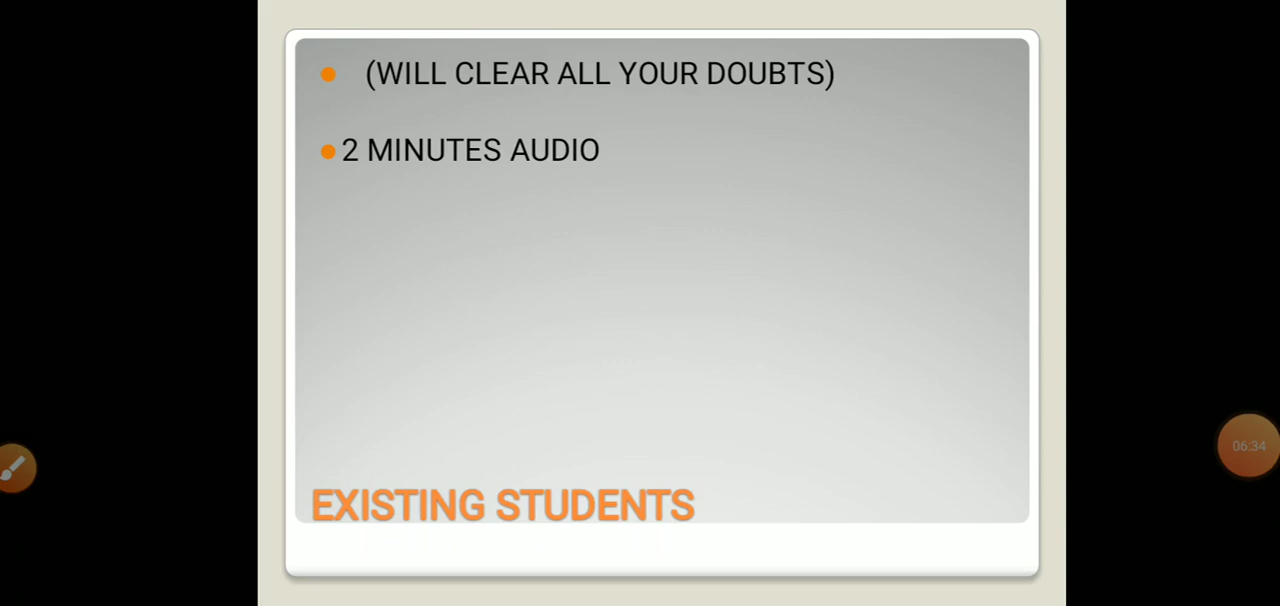 (WILL CLEAR ALL YOUR DOUBTS)
2 MINUTES AUDIO
06:34
EXISTING STUDENTS